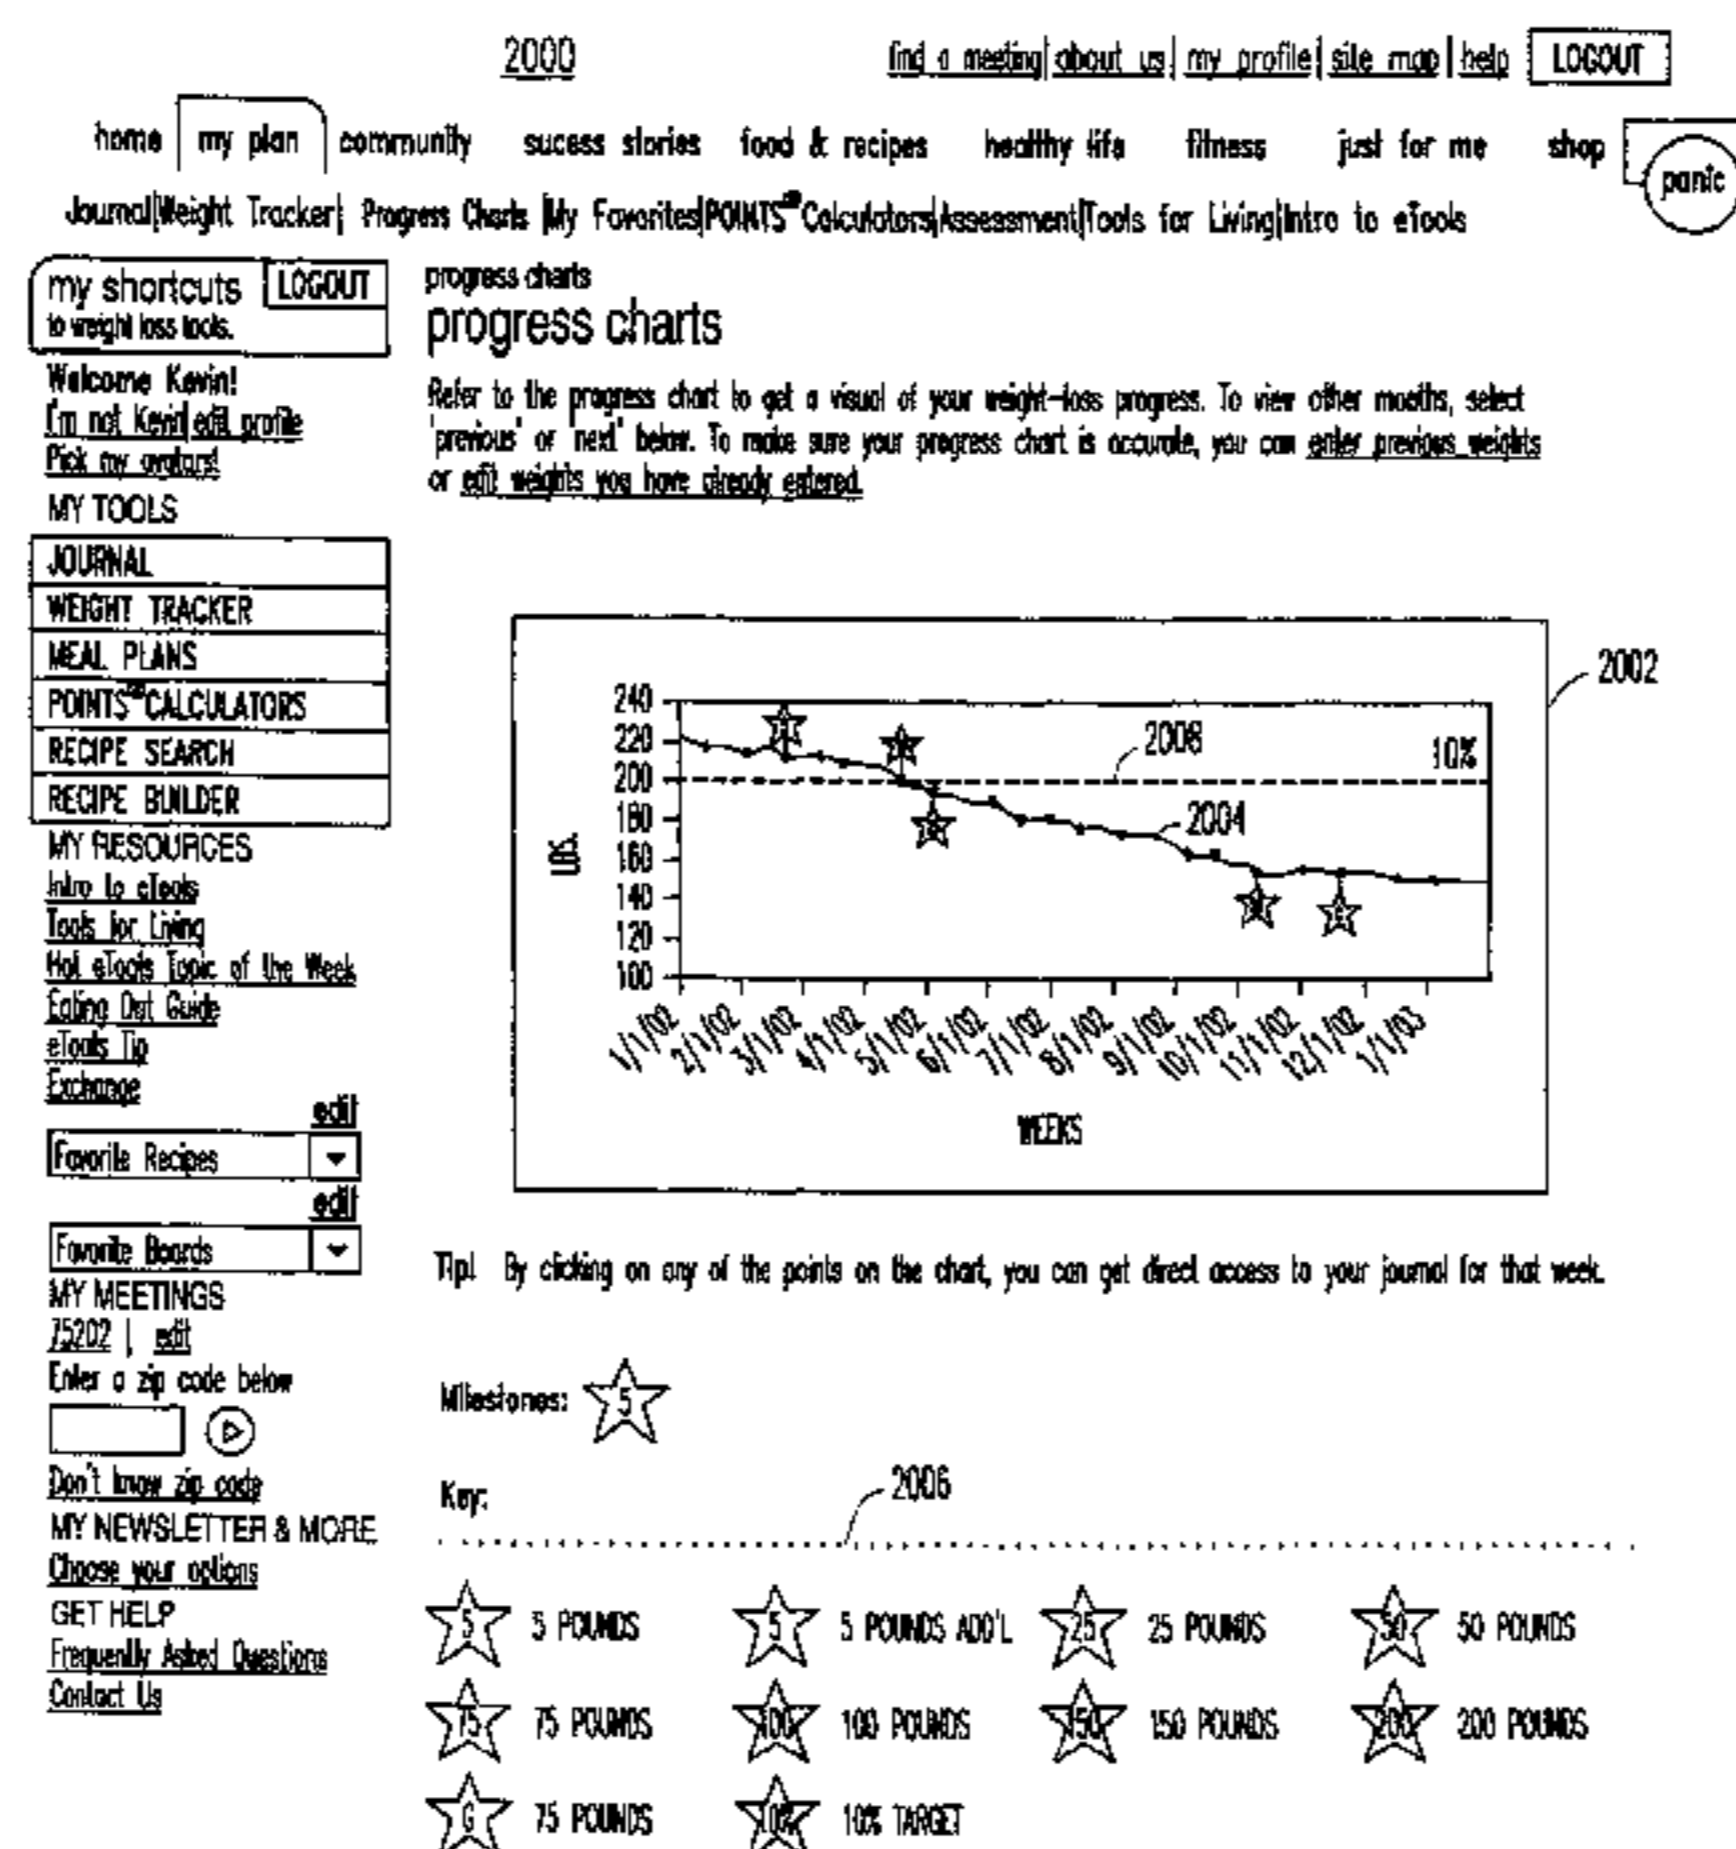 2000
find a meeting| about us| my profile| site map | help LOGOUT
home my plan community sucess stories food & recipes healthy life fitness just for me shop panic
Journal|Weight Tracker| Progress Charts |My Favorites|POINTS Calculators|Assessment|Tools for Living|Intro to eTools
my shortcuts LOGOUT
to weight loss tools.
Welcome Kevin!
I'm not Kevin| edit profile
Pick my avatars!
MY TOOLS
JOURNAL
WEIGHT TRACKER
MEAL PLANS
POINTS CALCULATORS
RECIPE SEARCH
RECIPE BUILDER
MY RESOURCES
Intro to eTools
Tools for Living
Hot eTools Topic of the Week
Eating Out Guide
eTools Tip
Exchange
edit
Favorite Recipes
edit
Favorite Boards
MY MEETINGS
75202 | edit
Enter a zip code below
Don't know zip code
MY NEWSLETTER & MORE
Choose your options
GET HELP
Frequently Asked Questions
Contact Us
progress charts
progress charts
Refer to the progress chart to get a visual of your weight-loss progress. To view other months, select
'previous' or 'next' below. To make sure your progress chart is accurate, you can enter previous weights
or edit weights you have already entered.
2002
240
220
200
180
160
140
120
100
LBS.
2008
10%
2004
1/1/02 2/1/02 3/1/02 4/1/02 5/1/02 6/1/02 7/1/02 8/1/02 9/1/02 10/1/02 11/1/02 12/1/02 1/1/03
WEEKS
Tip! By clicking on any of the points on the chart, you can get direct access to your journal for that week.
Milestones: 5
Key:
2006
5 5 POUNDS 5 5 POUNDS ADD'L 25 25 POUNDS 50 50 POUNDS
75 75 POUNDS 100 100 POUNDS 150 150 POUNDS 200 200 POUNDS
G 75 POUNDS 10% 10% TARGET